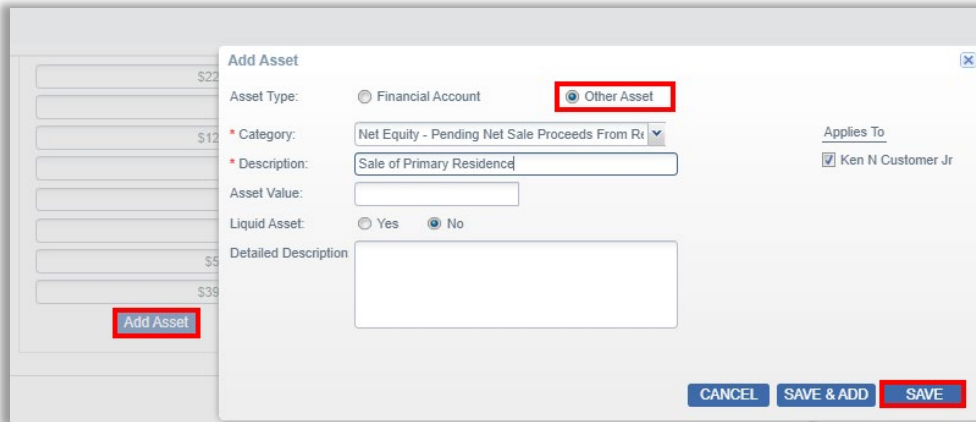 Add Asset
$22
Asset Type: Financial Account Other Asset
$12
* Category: Net Equity - Pending Net Sale Proceeds From Re Applies To
* Description: Sale of Primary Residence Ken N Customer Jr
Asset Value:
Liquid Asset: Yes No
Detailed Description
$5
$39
Add Asset
CANCEL SAVE & ADD SAVE